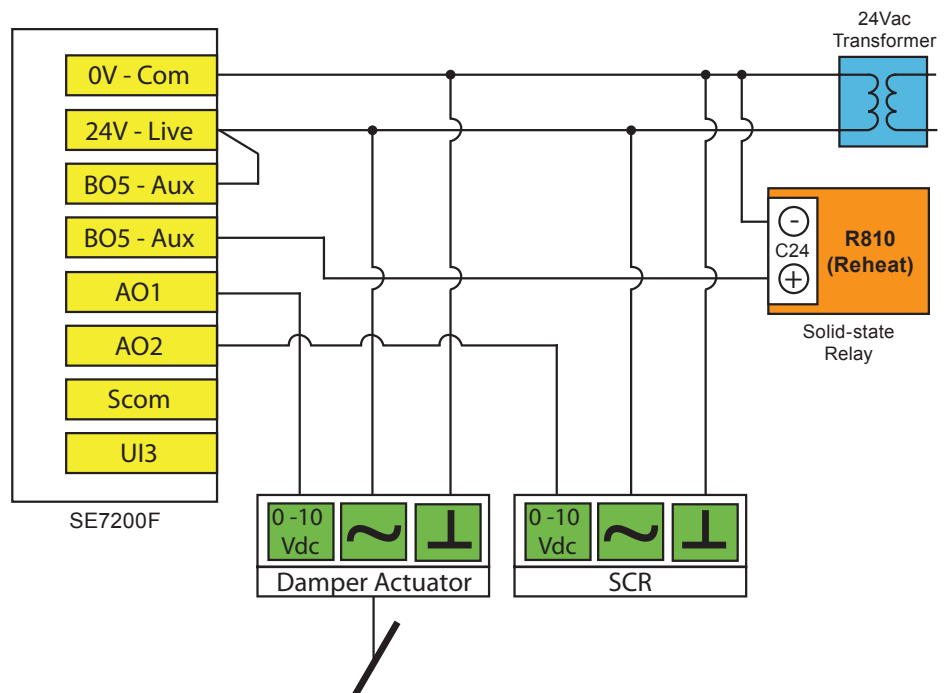 24Vac
Transformer
0V - Com
24V - Live
BO5 - Aux
BO5 - Aux
AO1
AO2
Scom
UI3
SE7200F
-
C24
+
R810
(Reheat)
Solid-state
Relay
0 -10
Vdc
Damper Actuator
0 -10
Vdc
SCR